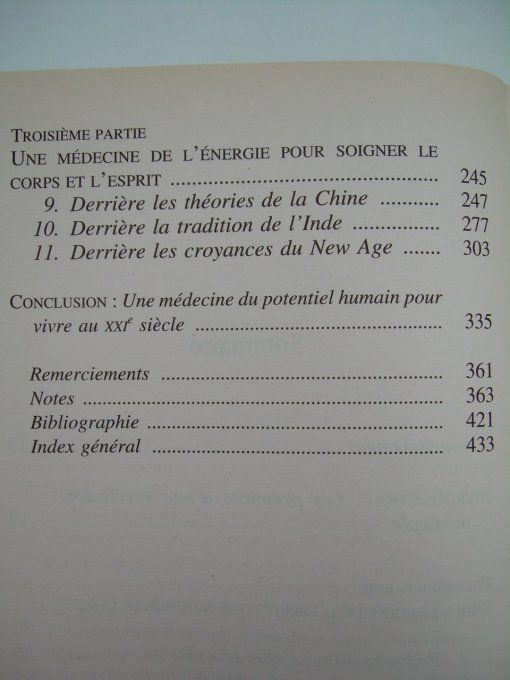 TROISIÈME PARTIE
UNE MÉDECINE DE L'ÉNERGIE POUR SOIGNER LE
CORPS ET L'ESPRIT ........................................ 245
9. Derrière les théories de la Chine ............ 247
10. Derrière la tradition de l'Inde ................. 277
11. Derrière les croyances du New Age ....... 303
CONCLUSION : Une médecine du potentiel humain pour
vivre au XXIe siècle ..................................... 335
Remerciements ............................................ 361
Notes ........................................................ 363
Bibliographie .............................................. 421
Index général .............................................. 433
Sommaire